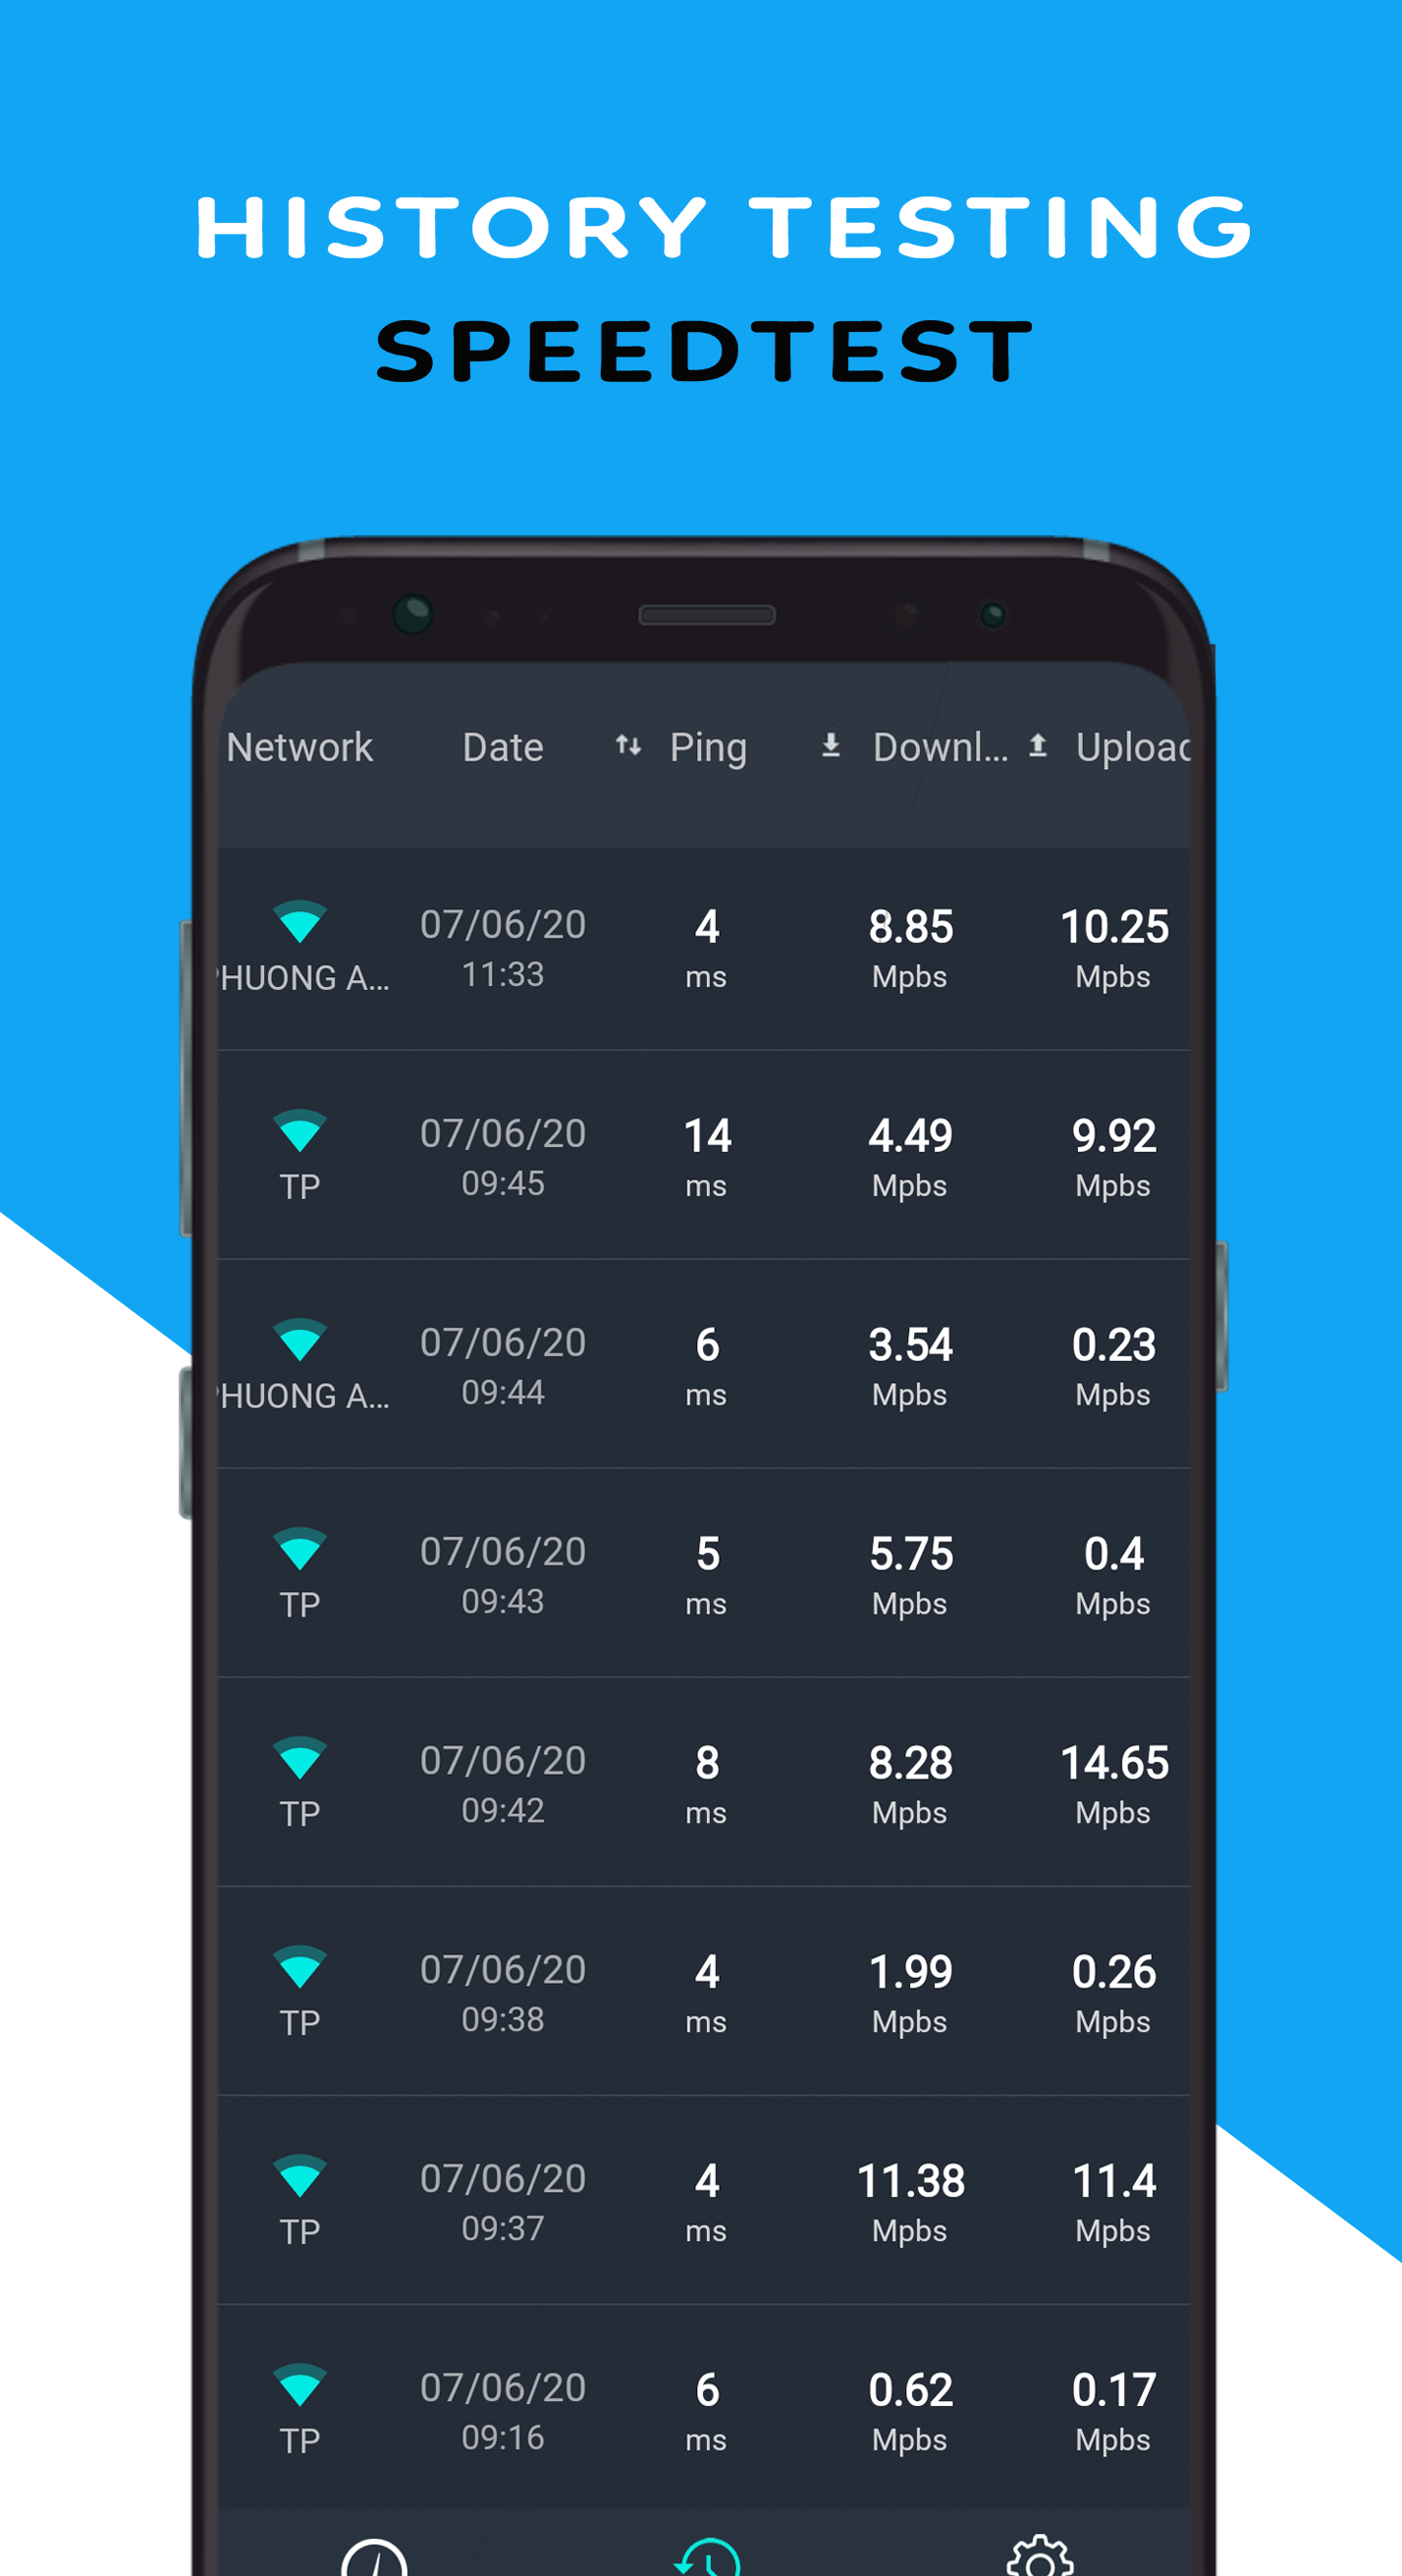 HISTORY TESTING
SPEEDTEST
Network Date Ping Downl... Upload
07/06/20 4 8.85 10.25
PHUONG A... 11:33 ms Mpbs Mpbs
07/06/20 14 4.49 9.92
TP 09:45 ms Mpbs Mpbs
07/06/20 6 3.54 0.23
PHUONG A... 09:44 ms Mpbs Mpbs
07/06/20 5 5.75 0.4
TP 09:43 ms Mpbs Mpbs
07/06/20 8 8.28 14.65
TP 09:42 ms Mpbs Mpbs
07/06/20 4 1.99 0.26
TP 09:38 ms Mpbs Mpbs
07/06/20 4 11.38 11.4
TP 09:37 ms Mpbs Mpbs
07/06/20 6 0.62 0.17
TP 09:16 ms Mpbs Mpbs